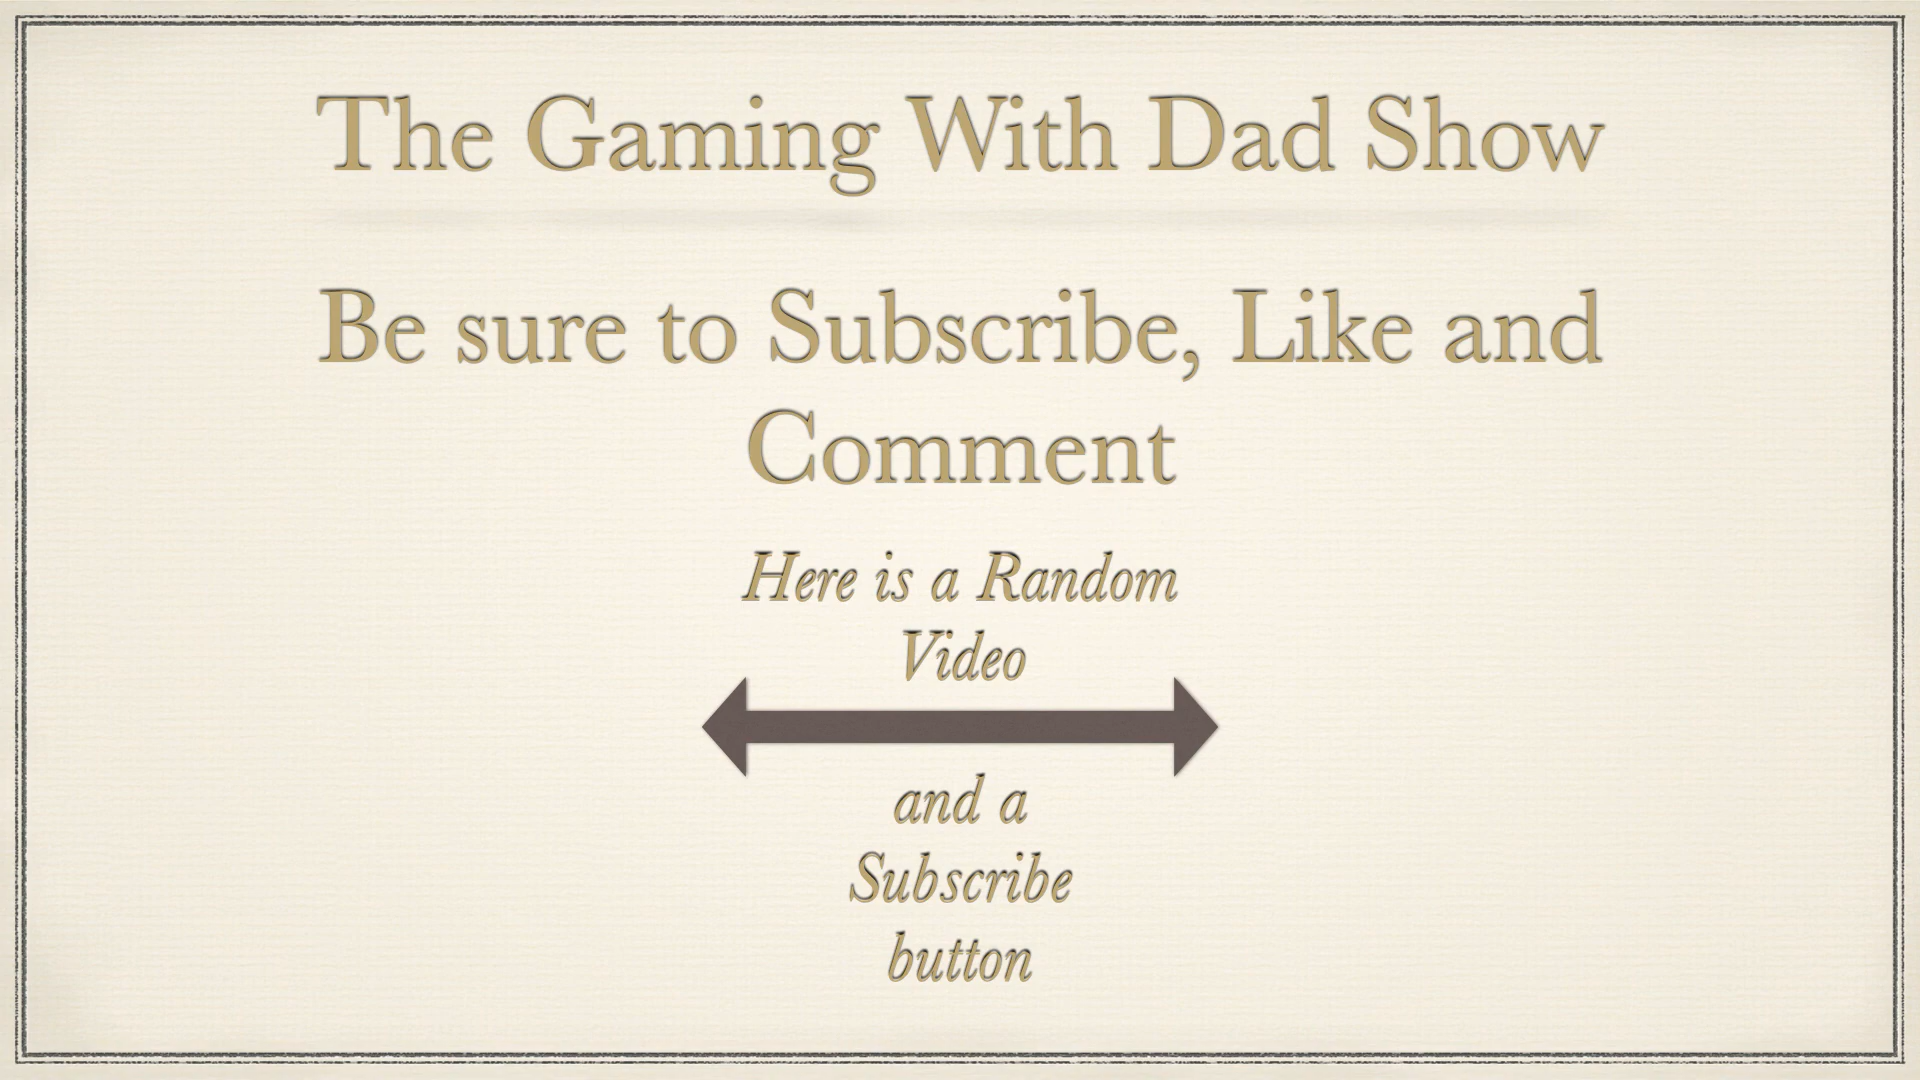 The Gaming With Dad Show
Be sure to Subscribe, Like and
Comment
Here is a Random
Video
and a
Subscribe
button